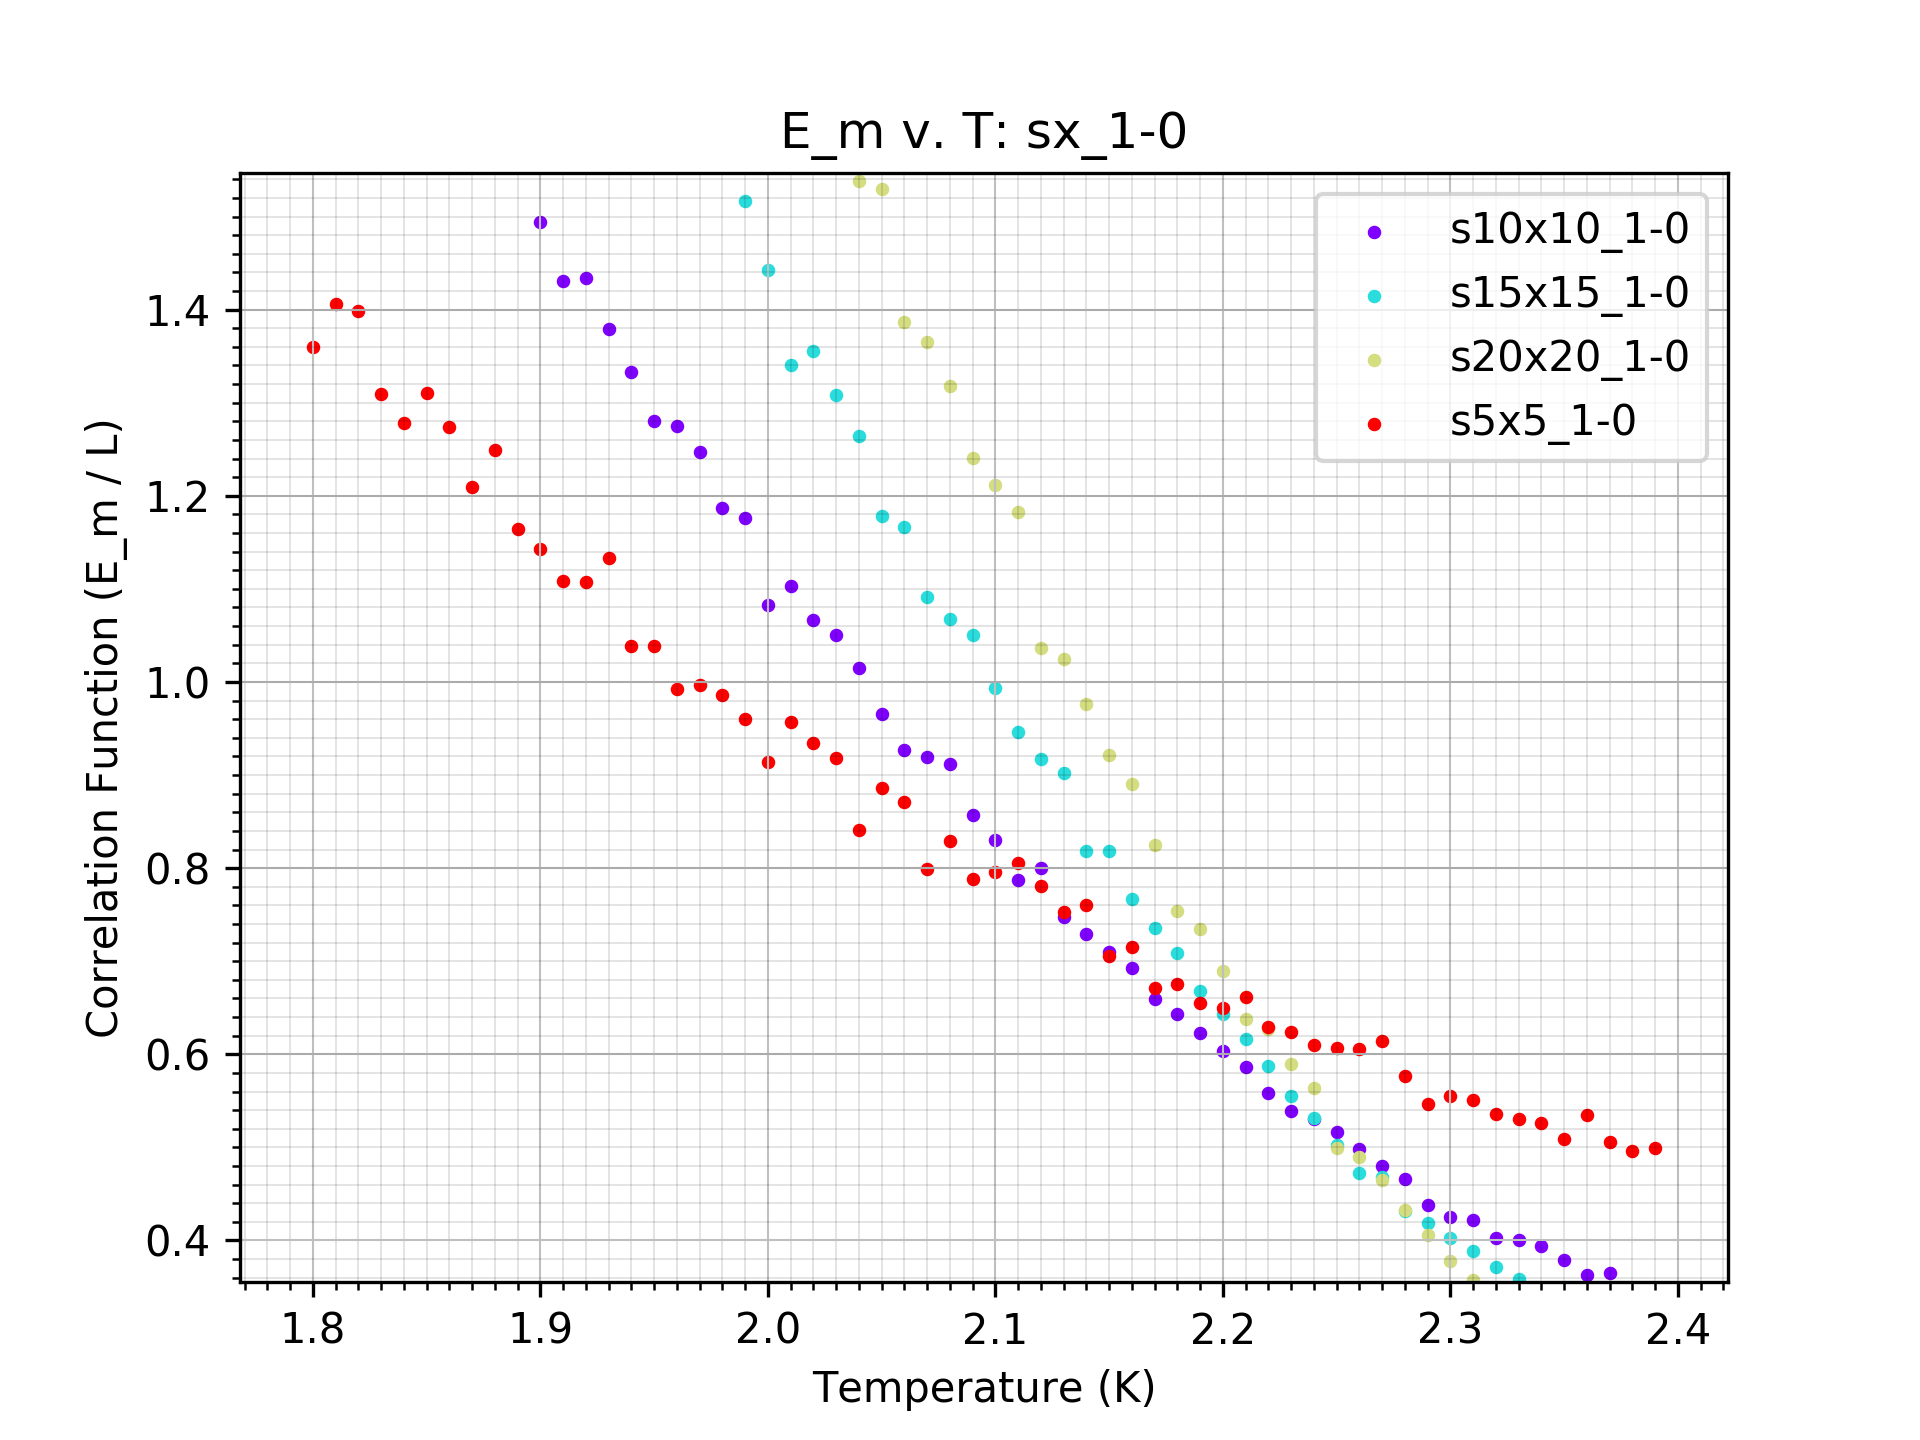 E_m v. T: sx_1-0
s10x10_1-0
s15x15_1-0
s20x20_1-0
s5x5_1-0
Correlation Function (E_m / L)
1.4
1.2
1.0
0.8
0.6
0.4
1.8 1.9 2.0 2.1 2.2 2.3 2.4
Temperature (K)